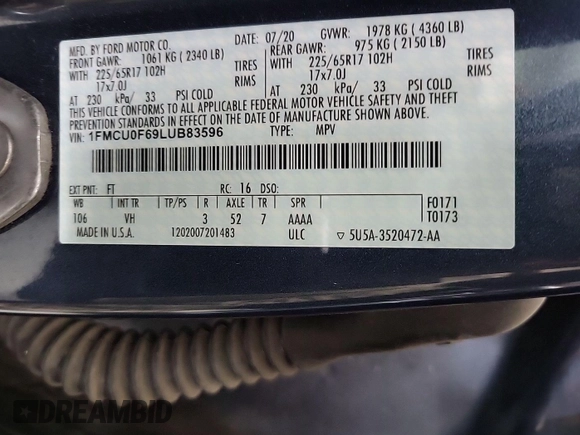 MFD. BY FORD MOTOR CO.
DATE: 07/20 GVWR: 1978 KG ( 4360 LB)
FRONT GAWR: 1061 KG ( 2340 LB) REAR GAWR: 975 KG ( 2150 LB)
WITH 225/65R17 102H TIRES WITH 225/65R17 102H TIRES
17x7.0J RIMS 17x7.0J RIMS
AT 230 kPa/ 33 PSI COLD AT 230 kPa/ 33 PSI COLD
THIS VEHICLE CONFORMS TO ALL APPLICABLE FEDERAL MOTOR VEHICLE SAFETY AND THEFT
PREVENTION STANDARDS IN EFFECT ON THE DATE OF MANUFACTURE SHOWN ABOVE.
VIN: 1FMCU0F69LUB83596 TYPE: MPV
EXT PNT: FT RC: 16 DSO:
WB INT TR TP/PS R AXLE TR SPR
106 VH 3 52 7 AAAA
F0171
T0173
MADE IN U.S.A. 1202007201483 ULC ▽ 5U5A-3520472-AA
DREAMBID